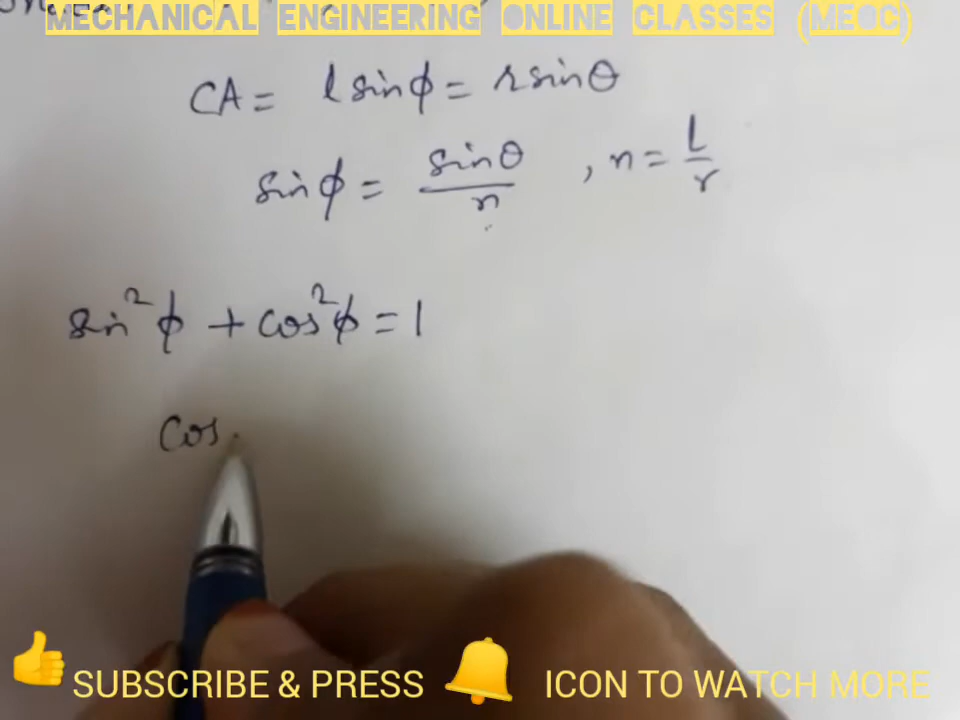 MECHANICAL ENGINEERING ONLINE CLASSES (MEOC)
CA = l sinϕ = r sinθ
sinϕ = sinθ/n , n = L/r
sin²ϕ + cos²ϕ = 1
Cos
SUBSCRIBE & PRESS ICON TO WATCH MORE